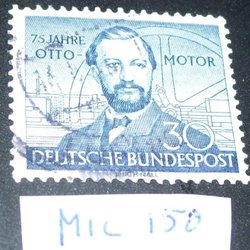 75 JAHRE
OTTO- MOTOR
30
DEUTSCHE BUNDESPOST
MIC 150